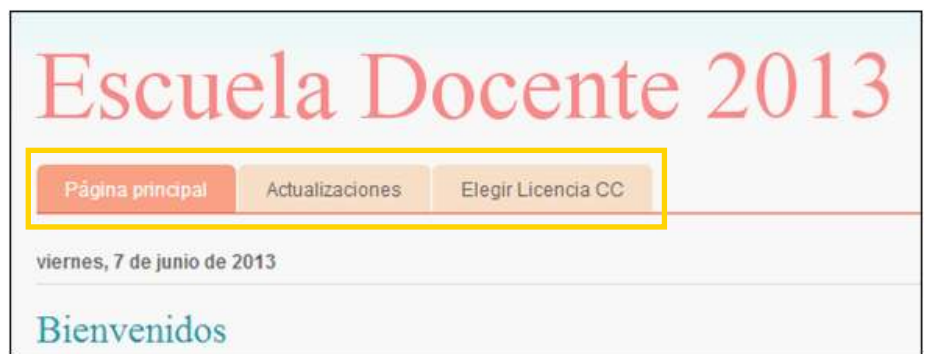 Escuela Docente 2013
Página principal Actualizaciones Elegir Licencia CC
viernes, 7 de junio de 2013
Bienvenidos